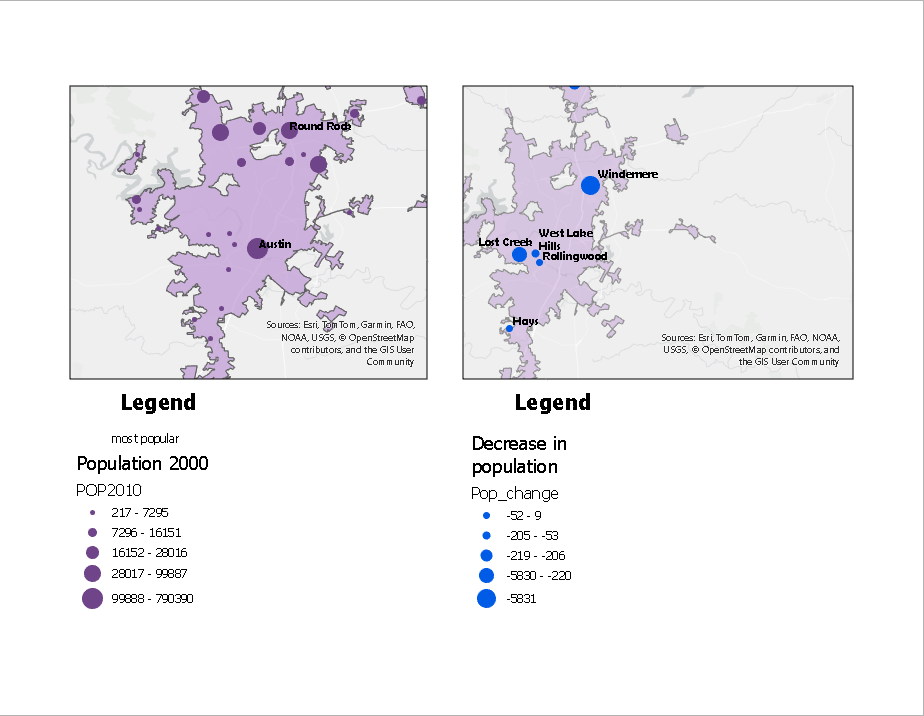 Round Rock
Austin
Sources: Esri, TomTom, Garmin, FAO,
NOAA, USGS, © OpenStreetMap
contributors, and the GIS User
Community
Legend
most popular
Population 2000
POP2010
217 - 7295
7296 - 16151
16152 - 28016
28017 - 99887
99888 - 790390
Windemere
West Lake
Lost Creek Hills
Rollingwood
Hays
Sources: Esri, TomTom, Garmin, FAO, NOAA,
USGS, © OpenStreetMap contributors, and
the GIS User Community
Legend
Decrease in
population
Pop_change
-52 - 9
-205 - -53
-219 - -206
-5830 - -220
-5831